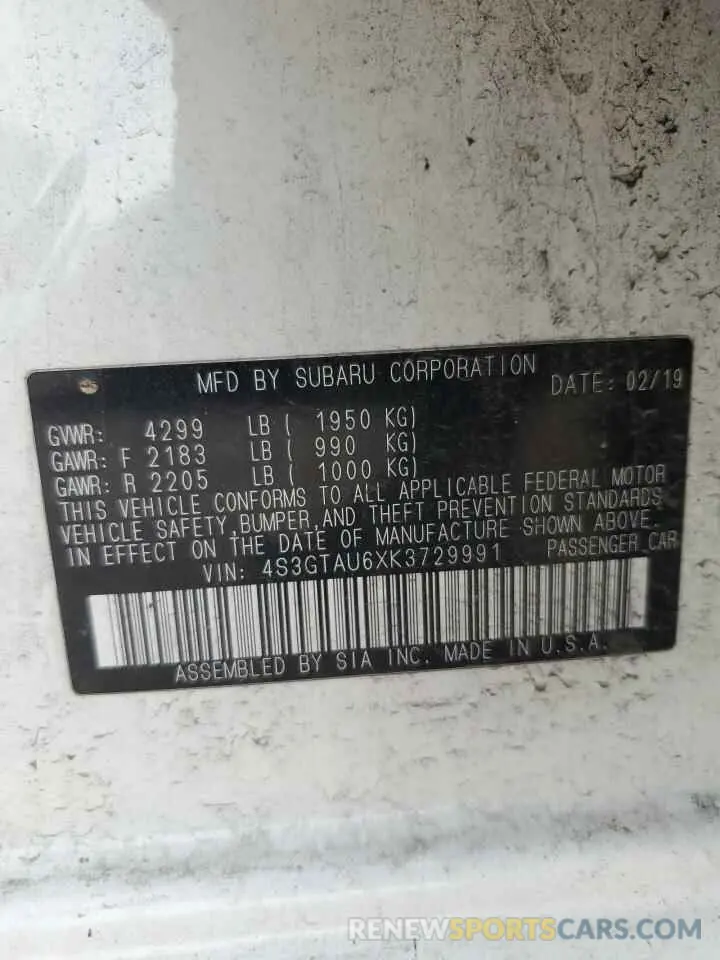 MFD BY SUBARU CORPORATION DATE: 02/19
GVWR: 4299 LB ( 1950 KG)
GAWR: F 2183 LB ( 990 KG)
GAWR: R 2205 LB ( 1000 KG)
THIS VEHICLE CONFORMS TO ALL APPLICABLE FEDERAL MOTOR
VEHICLE SAFETY, BUMPER, AND THEFT PREVENTION STANDARDS
IN EFFECT ON THE DATE OF MANUFACTURE SHOWN ABOVE.
VIN: 4S3GTAU6XK3729991 PASSENGER CAR
ASSEMBLED BY SIA INC. MADE IN U.S.A.
RENEWSPORTSCARS.COM